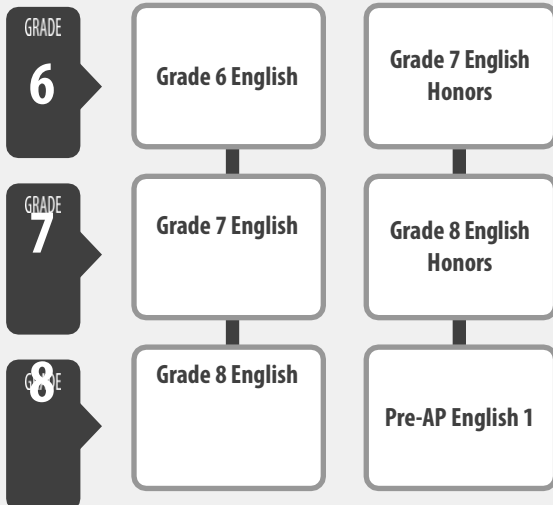 GRADE
6
Grade 6 English
Grade 7 English
Honors
GRADE
7
Grade 7 English
Grade 8 English
Honors
GRADE
8
Grade 8 English
Pre-AP English 1